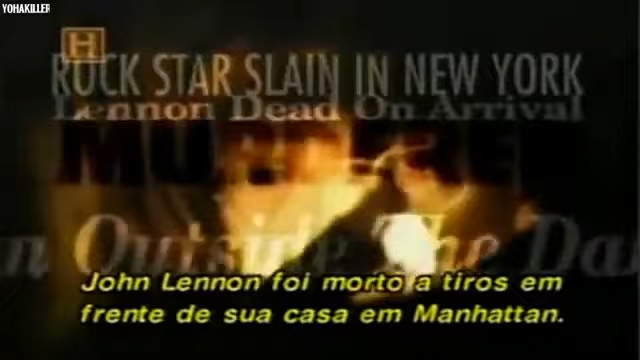 YOHAKILLER
H
ROCK STAR SLAIN IN NEW YORK
Lennon Dead On Arrival
n Outside The Da
John Lennon foi morto a tiros em
frente de sua casa em Manhattan.